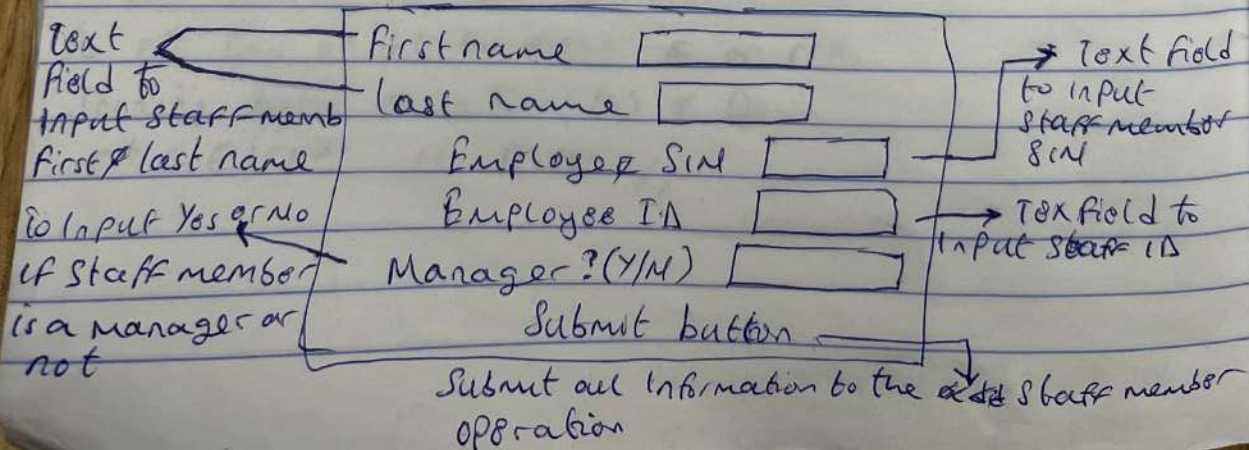 Text
field to
Input Staff memb
first & last name
To Input Yes or No
if Staff member
is a manager or
not
first name
last name
Employee SIN
Employee ID
Manager? (Y/N)
Submit button
Text field
to input
Staff member
SIN
Tex field to
Input Staff ID
Submit all information to the add Staff member
operation